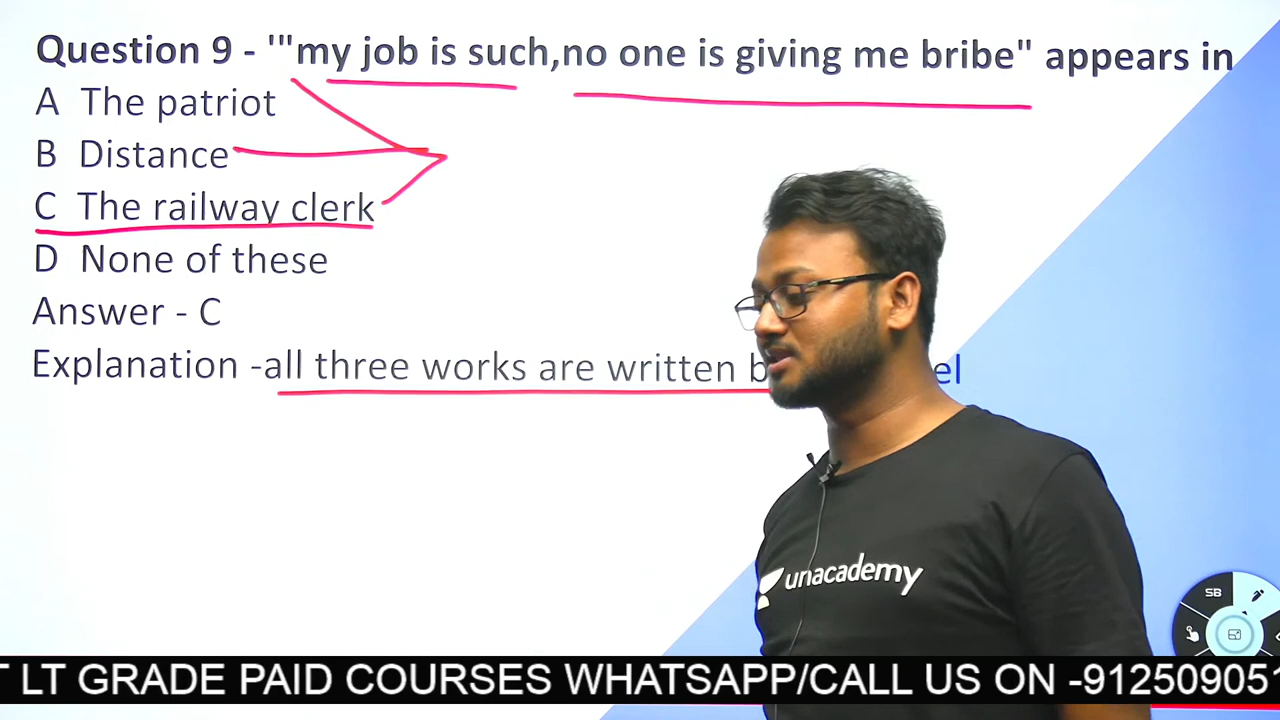 Question 9 - '"my job is such,no one is giving me bribe" appears in
A The patriot
B Distance
C The railway clerk
D None of these
Answer - C
Explanation -all three works are written
unacademy
SB
LT GRADE PAID COURSES WHATSAPP/CALL US ON